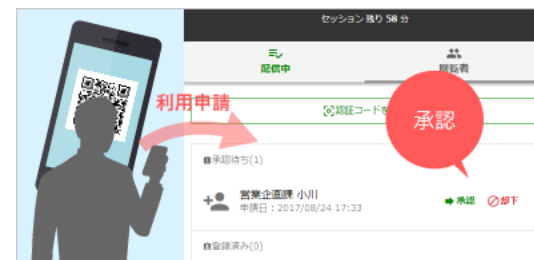 セッション 残り 58 分
配信中
閲覧者
利用申請
認証コードを
承認
承認待ち(1)
営業企画課 小川
申請日:2017/08/24 17:33
承認
却下
登録済み(0)